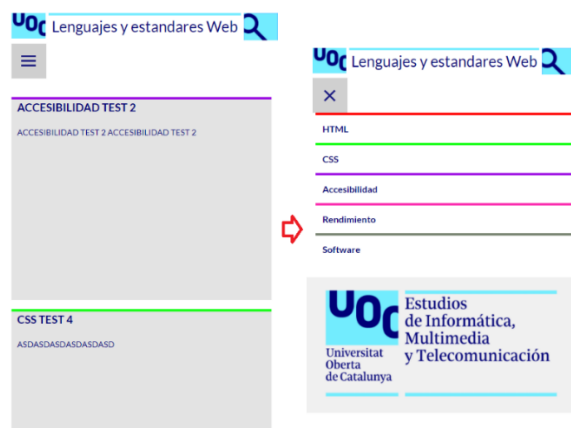 UOC Lenguajes y estandares Web
ACCESIBILIDAD TEST 2
ACCESIBILIDAD TEST 2 ACCESIBILIDAD TEST 2
CSS TEST 4
ASDASDASDASDASDASD
UOC Lenguajes y estandares Web
HTML
CSS
Accesibilidad
Rendimiento
Software
UOC
Universitat
Oberta
de Catalunya
Estudios
de Informática,
Multimedia
y Telecomunicación